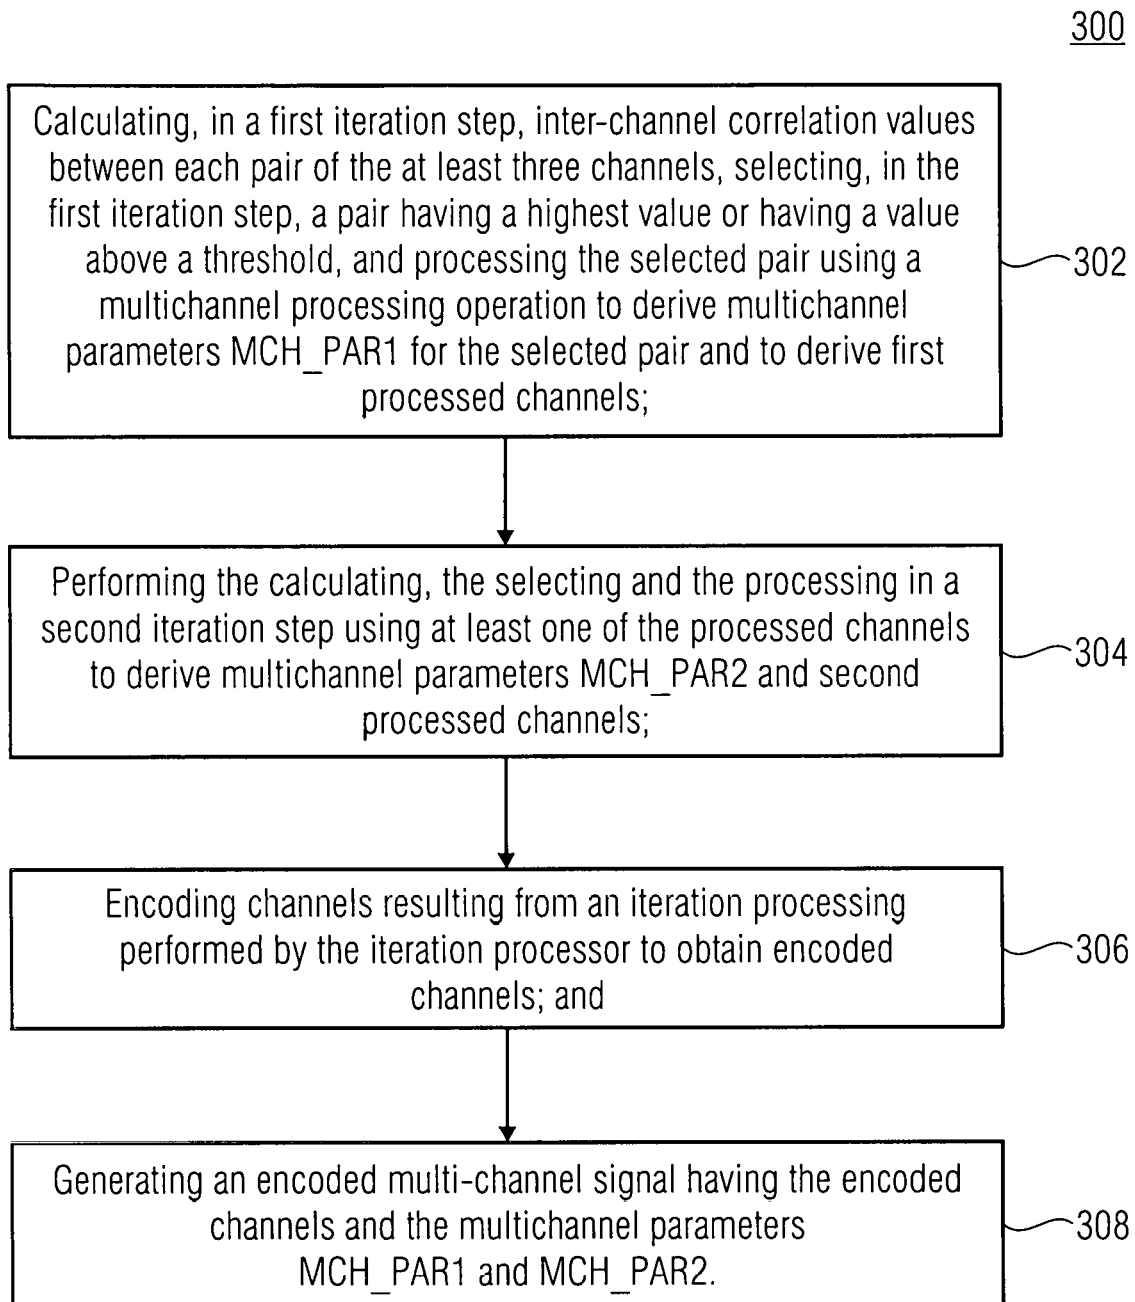 300
Calculating, in a first iteration step, inter-channel correlation values
between each pair of the at least three channels, selecting, in the
first iteration step, a pair having a highest value or having a value
above a threshold, and processing the selected pair using a
multichannel processing operation to derive multichannel
parameters MCH_PAR1 for the selected pair and to derive first
processed channels;
302
Performing the calculating, the selecting and the processing in a
second iteration step using at least one of the processed channels
to derive multichannel parameters MCH_PAR2 and second
processed channels;
304
Encoding channels resulting from an iteration processing
performed by the iteration processor to obtain encoded
channels; and
306
Generating an encoded multi-channel signal having the encoded
channels and the multichannel parameters
MCH_PAR1 and MCH_PAR2.
308